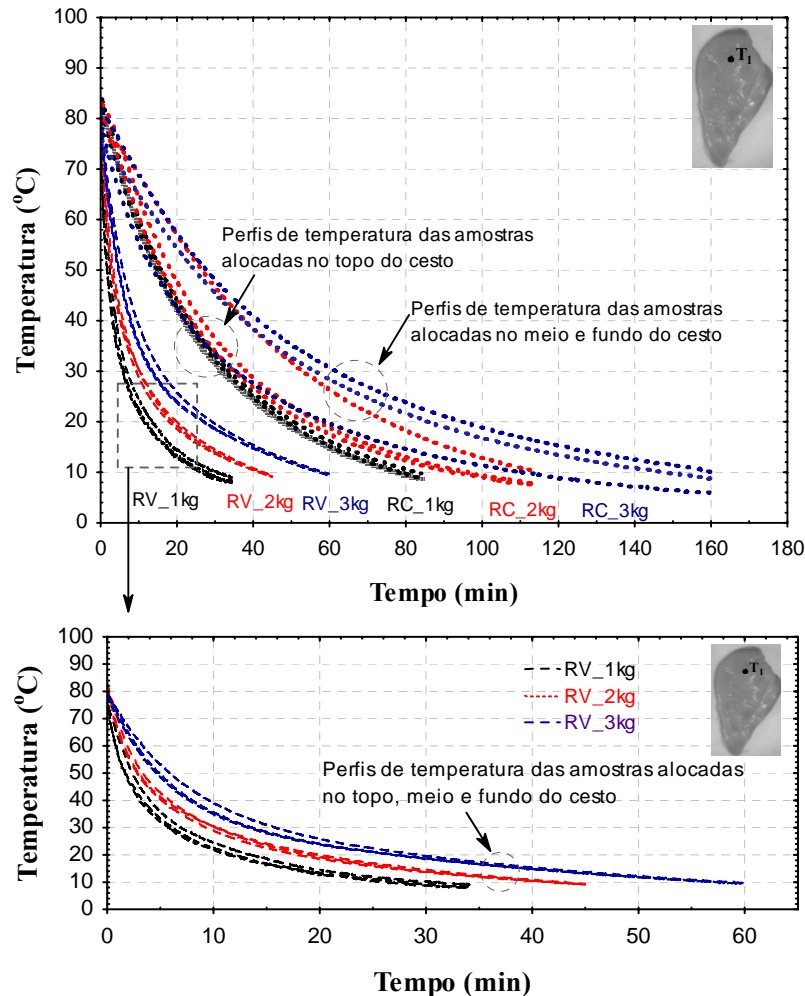 100
90
80
70
60
50
40
30
20
10
0
Temperatura (°C)
T1
Perfis de temperatura das amostras
alocadas no topo do cesto
Perfis de temperatura das amostras
alocadas no meio e fundo do cesto
RV_1kg RV_2kg RV_3kg RC_1kg RC_2kg RC_3kg
0 20 40 60 80 100 120 140 160 180
Tempo (min)
100
90
80
70
60
50
40
30
20
10
0
Temperatura (°C)
T1
RV_1kg
RV_2kg
RV_3kg
Perfis de temperatura das amostras alocadas
no topo, meio e fundo do cesto
0 10 20 30 40 50 60
Tempo (min)